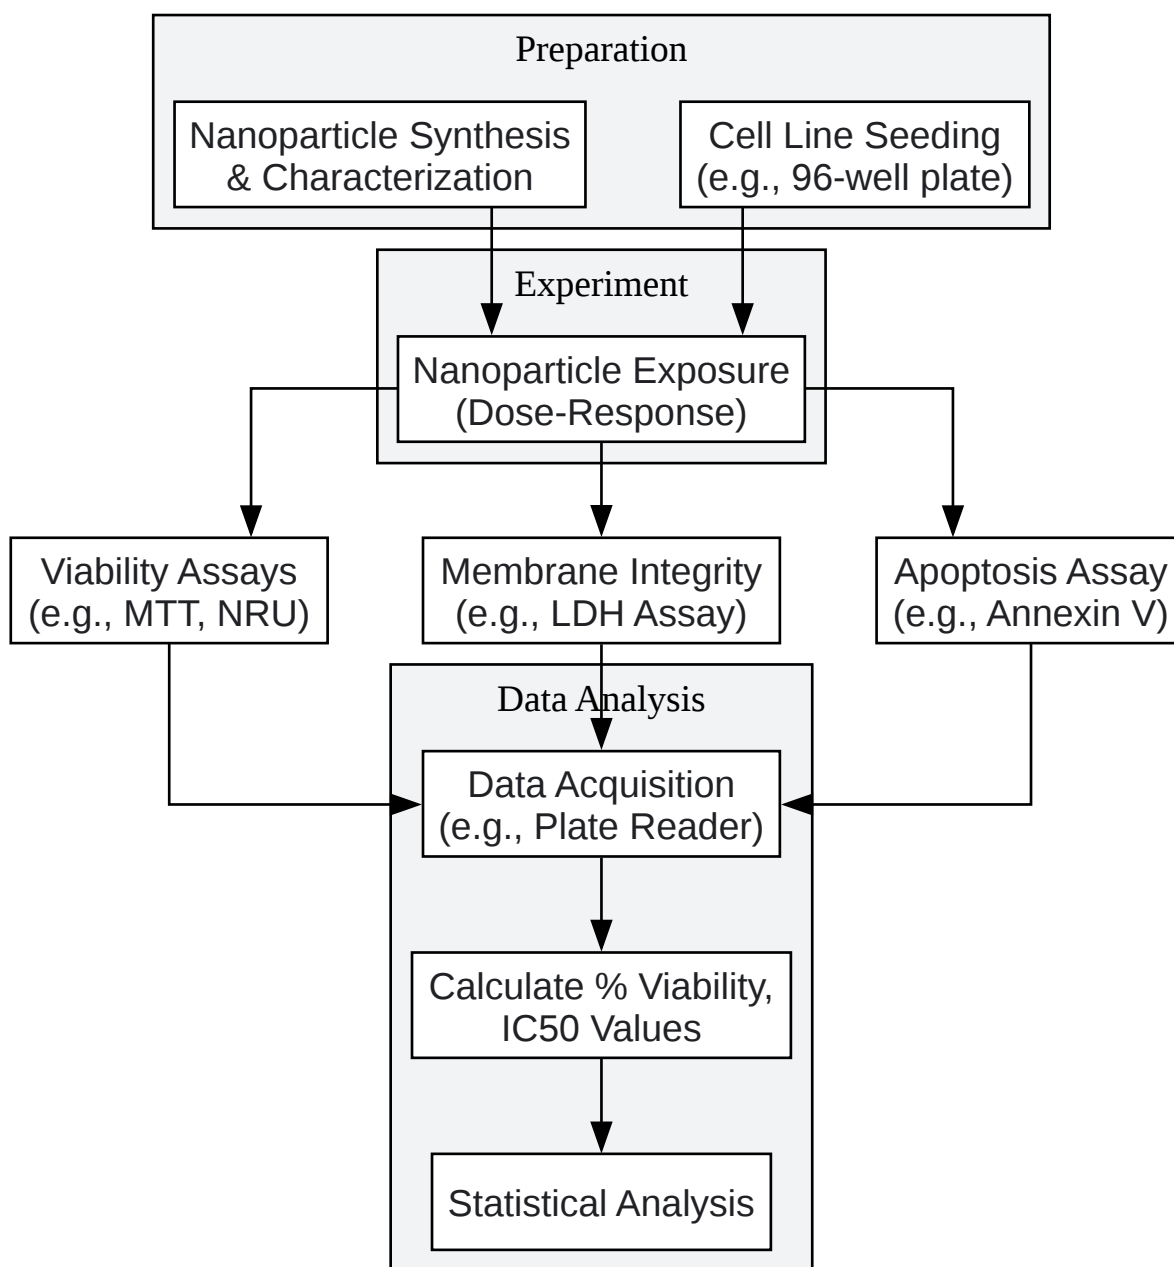 Preparation
Nanoparticle Synthesis
& Characterization
Cell Line Seeding
(e.g., 96-well plate)
Experiment
Nanoparticle Exposure
(Dose-Response)
Viability Assays
(e.g., MTT, NRU)
Membrane Integrity
(e.g., LDH Assay)
Apoptosis Assay
(e.g., Annexin V)
Data Analysis
Data Acquisition
(e.g., Plate Reader)
Calculate % Viability,
IC50 Values
Statistical Analysis